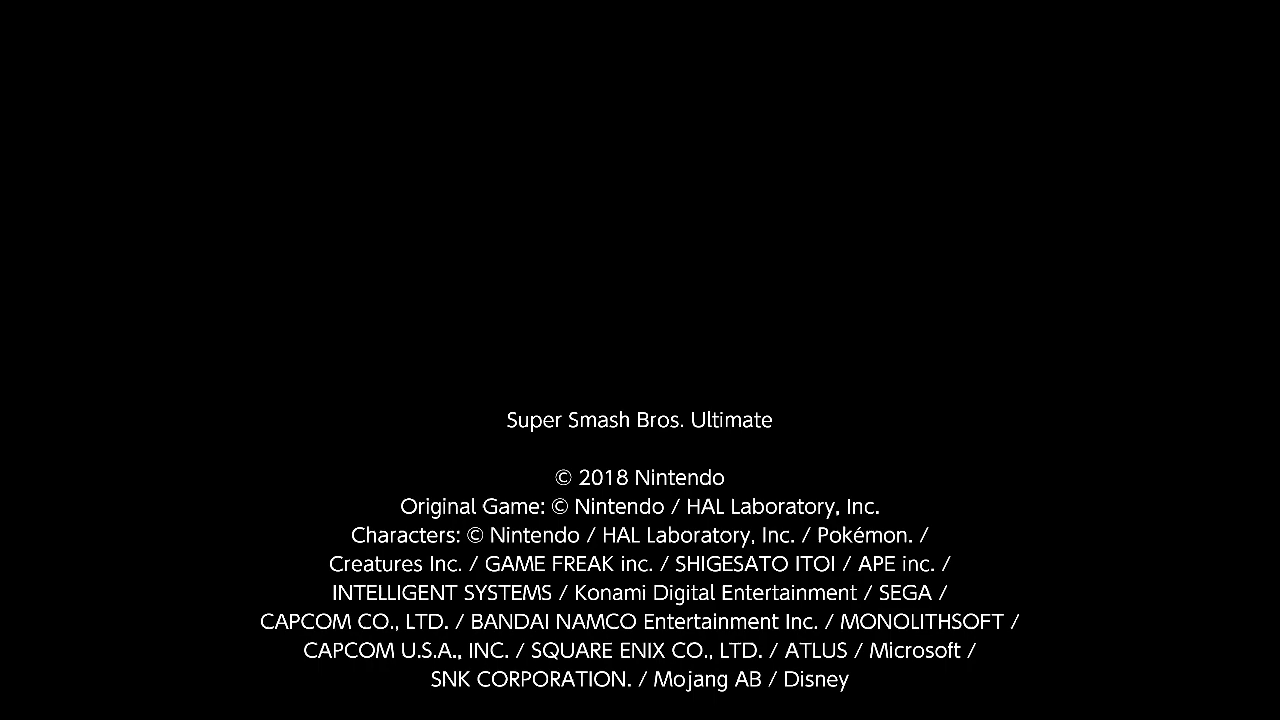 Super Smash Bros. Ultimate
© 2018 Nintendo
Original Game: © Nintendo / HAL Laboratory, Inc.
Characters: © Nintendo / HAL Laboratory, Inc. / Pokémon. /
Creatures Inc. / GAME FREAK inc. / SHIGESATO ITOI / APE inc. /
INTELLIGENT SYSTEMS / Konami Digital Entertainment / SEGA /
CAPCOM CO., LTD. / BANDAI NAMCO Entertainment Inc. / MONOLITHSOFT /
CAPCOM U.S.A., INC. / SQUARE ENIX CO., LTD. / ATLUS / Microsoft /
SNK CORPORATION. / Mojang AB / Disney